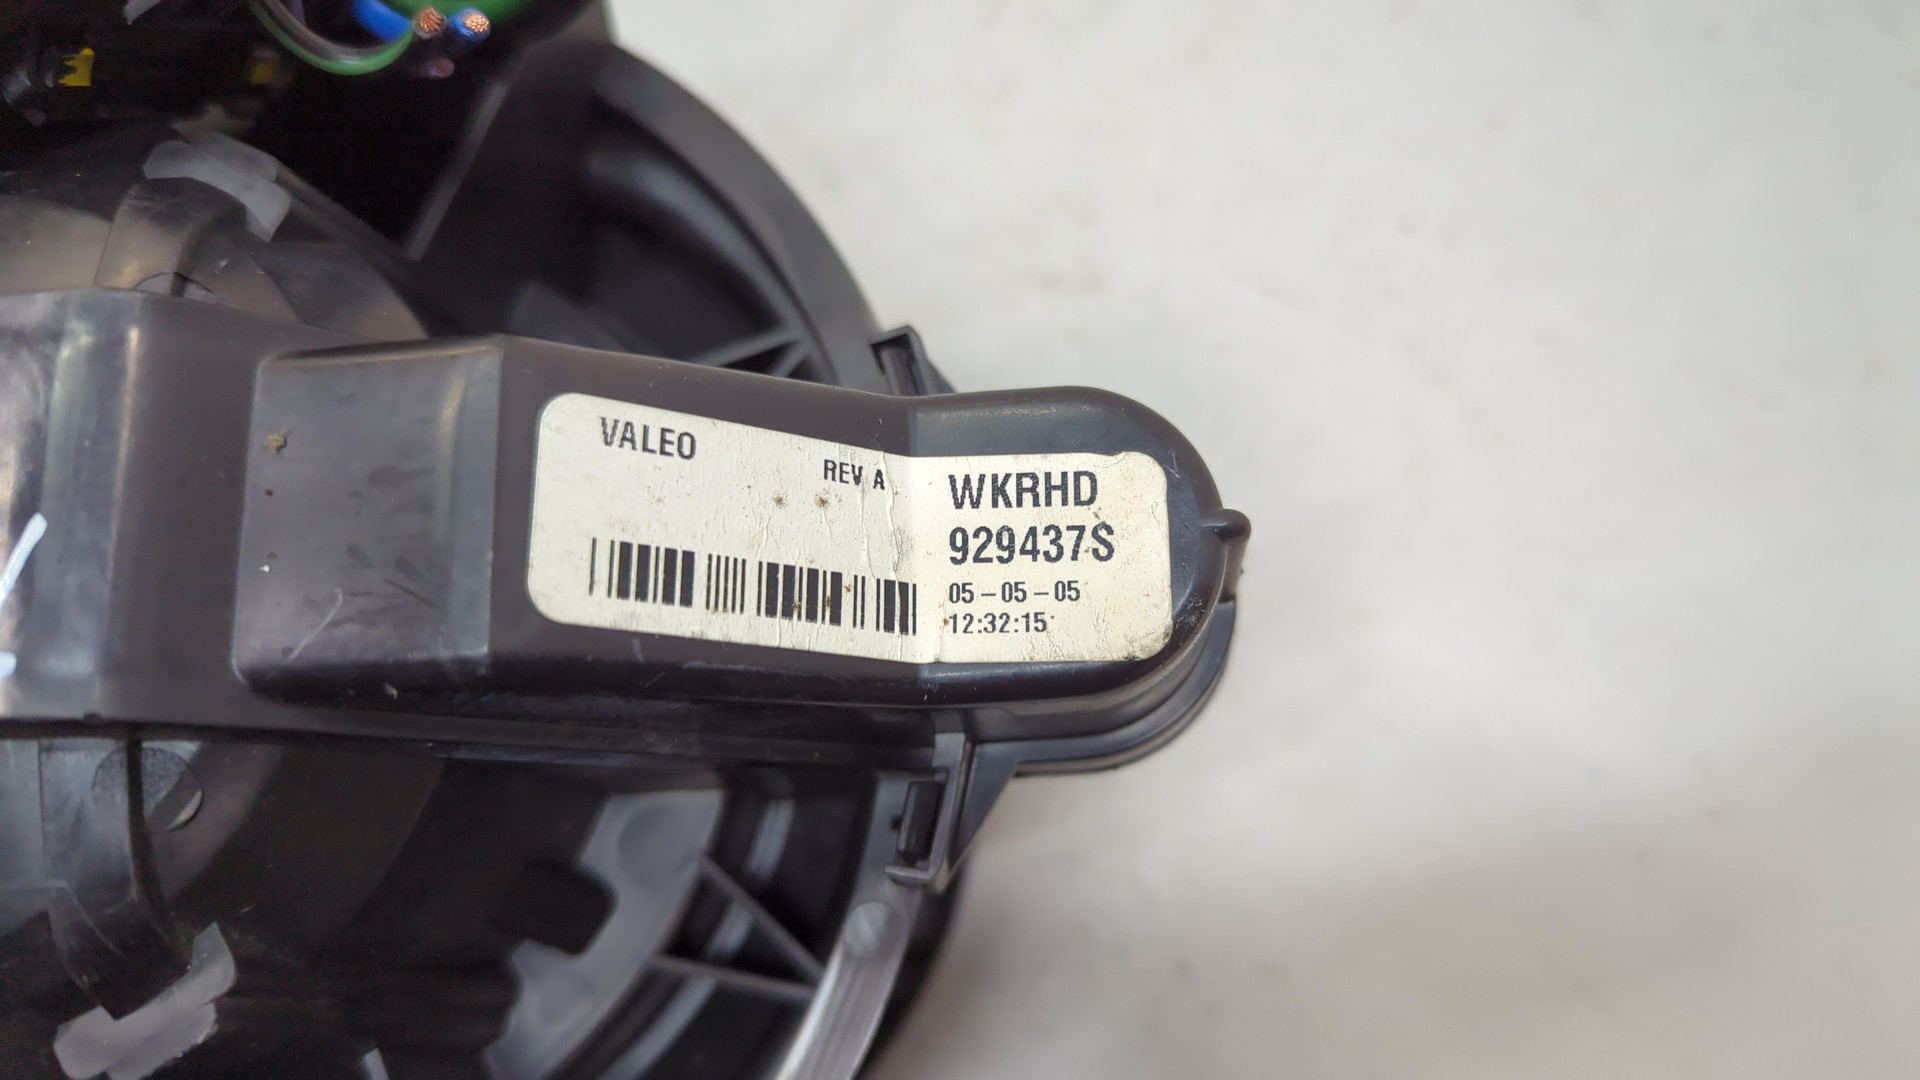 VALEO
REV A
WKRHD
929437S
05-05-05
12:32:15